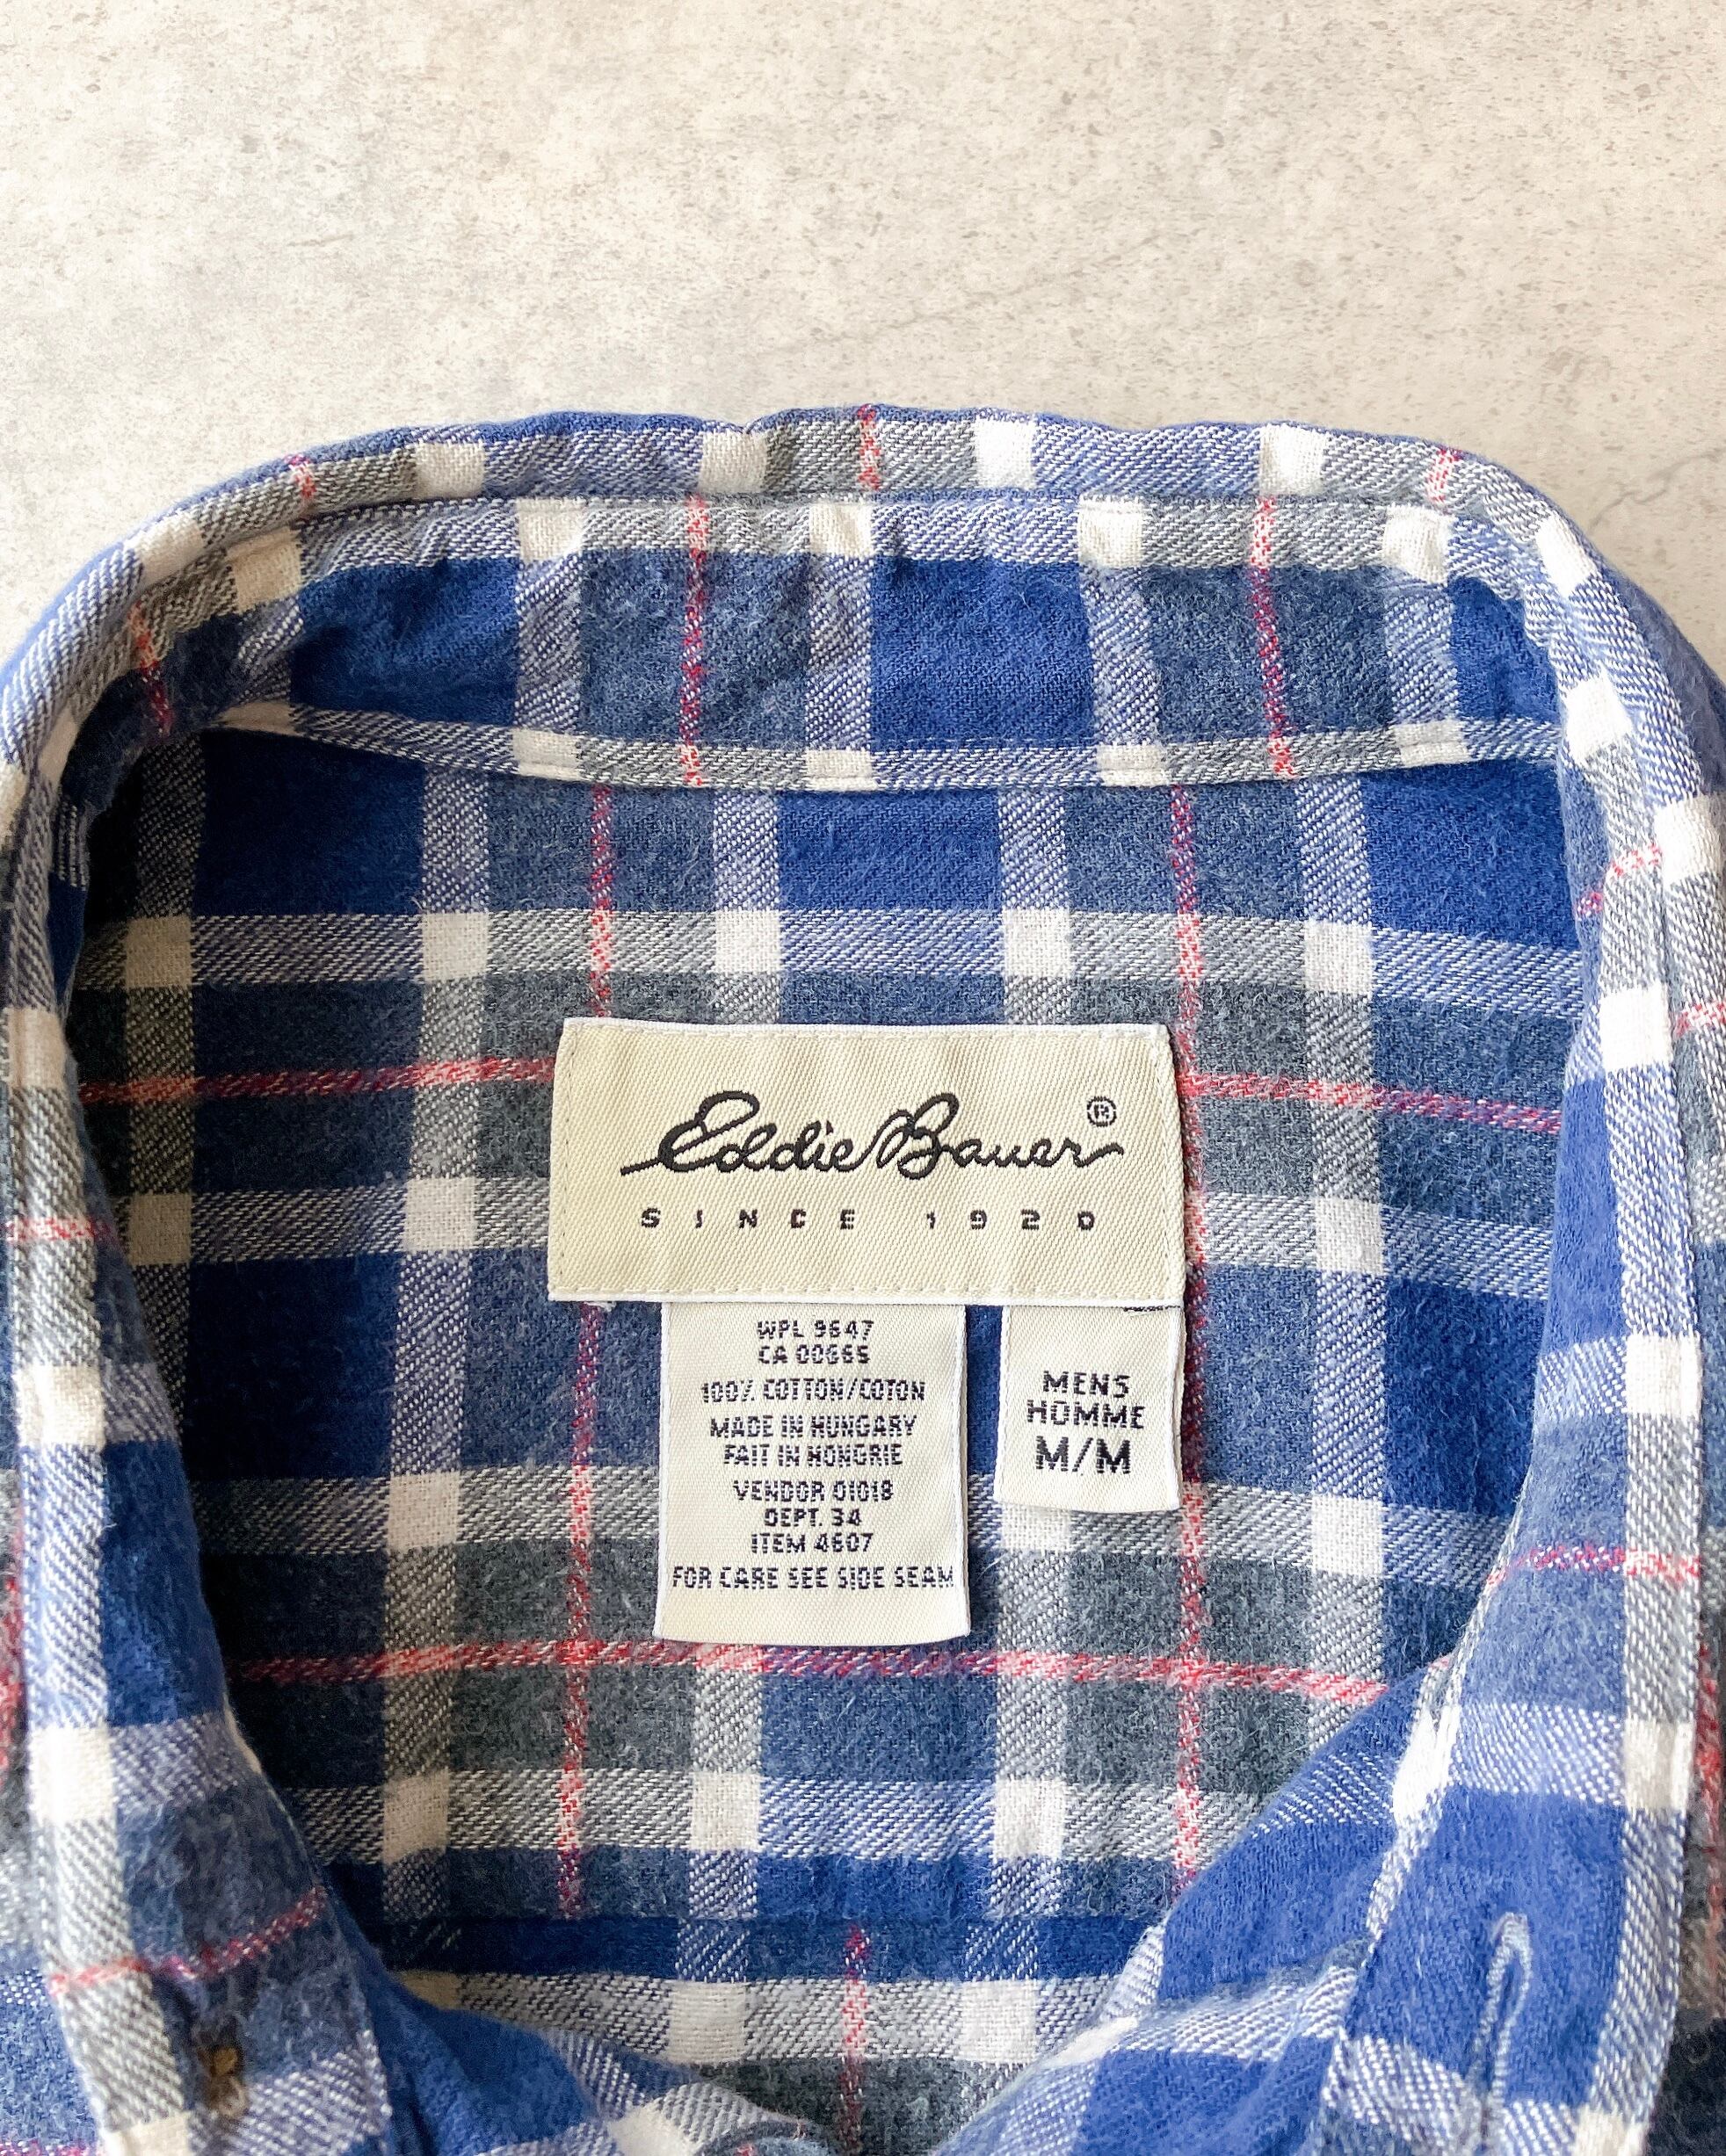 Eddie Bauer®
SINCE 1920
WPL 9647
CA 00665
100% COTTON/COTON
MADE IN HUNGARY
FAIT IN HONGRIE
VENDOR 01018
DEPT. 34
ITEM 4607
FOR CARE SEE SIDE SEAM
MENS
HOMME
M/M